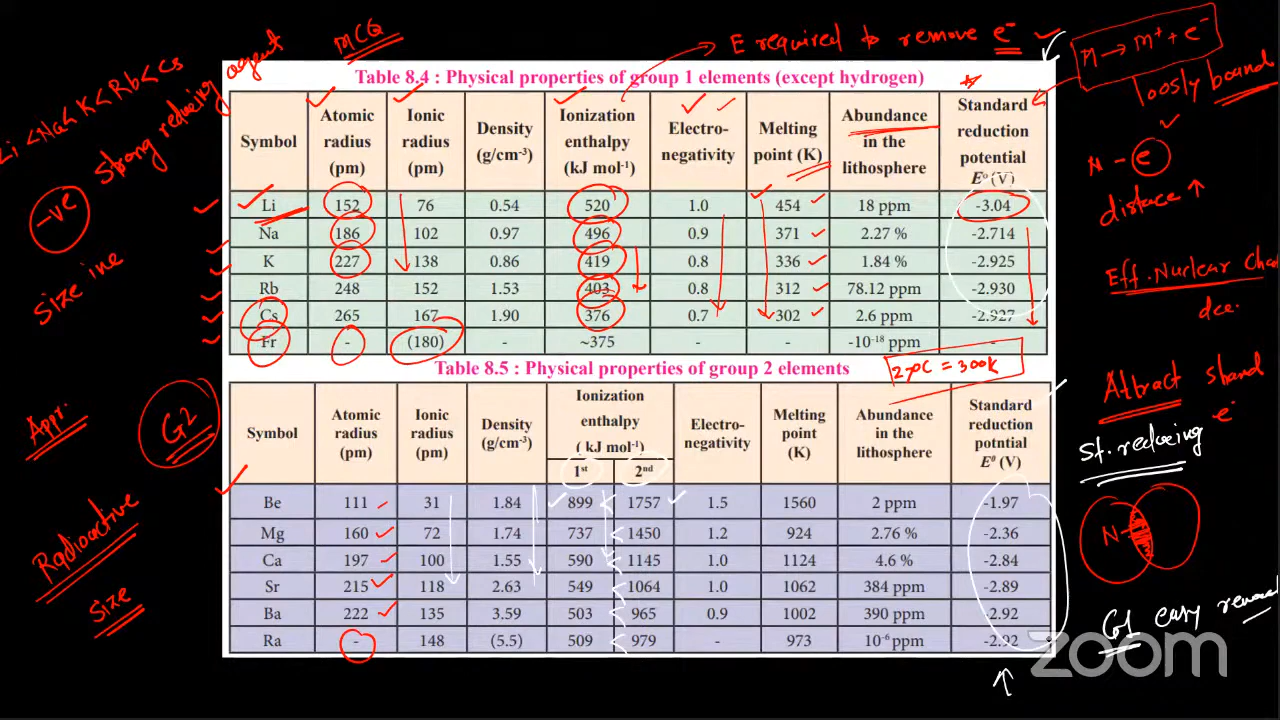 MCQ
E required to remove e⁻
M → M⁺ + e⁻
loosly bound
N - e
distace ↑
Eff. Nuclear Cha
dec.
Attract shared
e⁻
St. reducing
N
G1 easy
Li < Na < K < Rb < Cs
-ve strong reducing agent
Size inc
Appr.
G2
Radioactive
Size
Table 8.4 : Physical properties of group 1 elements (except hydrogen)
Symbol Atomic radius (pm) Ionic radius (pm) Density (g/cm⁻³) Ionization enthalpy (kJ mol⁻¹) Electro-negativity Melting point (K) Abundance in the lithosphere Standard reduction potential E⁰ (V)
Li 152 76 0.54 520 1.0 454 18 ppm -3.04
Na 186 102 0.97 496 0.9 371 2.27 % -2.714
K 227 138 0.86 419 0.8 336 1.84 % -2.925
Rb 248 152 1.53 403 0.8 312 78.12 ppm -2.930
Cs 265 167 1.90 376 0.7 302 2.6 ppm -2.927
Fr - (180) - ~375 - - -10⁻¹⁸ ppm -
27°C = 300K
Table 8.5 : Physical properties of group 2 elements
Symbol Atomic radius (pm) Ionic radius (pm) Density (g/cm⁻³) Ionization enthalpy ( kJ mol⁻¹) 1st 2nd Electro-negativity Melting point (K) Abundance in the lithosphere Standard reduction potntial E⁰ (V)
Be 111 31 1.84 899 1757 1.5 1560 2 ppm -1.97
Mg 160 72 1.74 737 < 1450 1.2 924 2.76 % -2.36
Ca 197 100 1.55 590 1145 1.0 1124 4.6 % -2.84
Sr 215 118 2.63 549 1064 1.0 1062 384 ppm -2.89
Ba 222 135 3.59 503 965 0.9 1002 390 ppm -2.92
Ra - 148 (5.5) 509 979 - 973 10⁻⁶ ppm -2.92
zoom